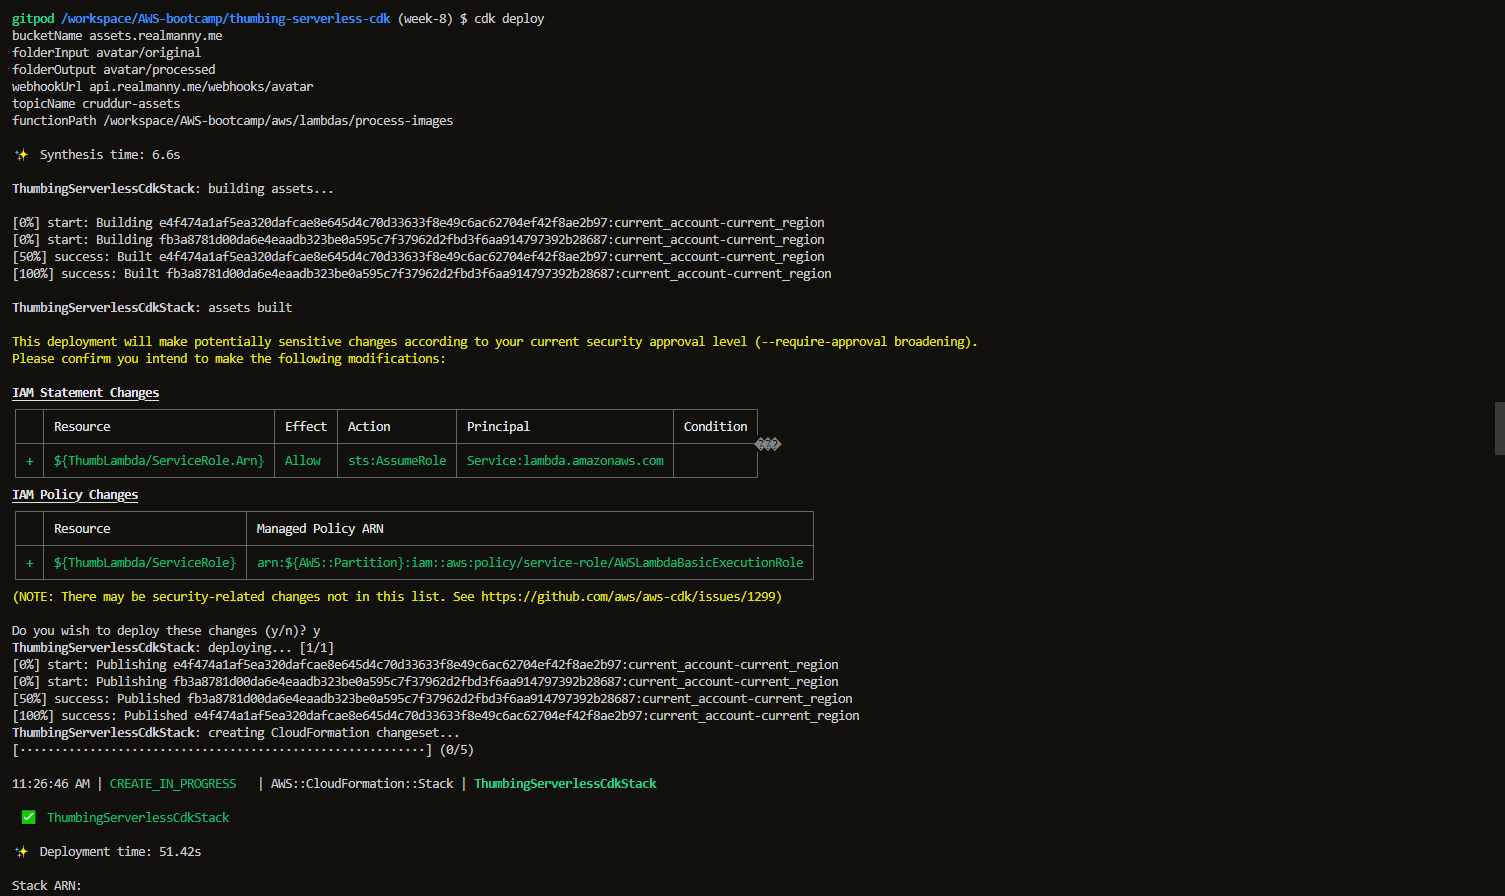 gitpod /workspace/AWS-bootcamp/thumbing-serverless-cdk (week-8) $ cdk deploy
bucketName assets.realmanny.me
folderInput avatar/original
folderOutput avatar/processed
webhookUrl api.realmanny.me/webhooks/avatar
topicName cruddur-assets
functionPath /workspace/AWS-bootcamp/aws/lambdas/process-images
✨ Synthesis time: 6.6s
ThumbingServerlessCdkStack: building assets...
[0%] start: Building e4f474a1af5ea320dafcae8e645d4c70d33633f8e49c6ac62704ef42f8ae2b97:current_account-current_region
[0%] start: Building fb3a8781d00da6e4eaadb323be0a595c7f37962d2fbd3f6aa914797392b28687:current_account-current_region
[50%] success: Built e4f474a1af5ea320dafcae8e645d4c70d33633f8e49c6ac62704ef42f8ae2b97:current_account-current_region
[100%] success: Built fb3a8781d00da6e4eaadb323be0a595c7f37962d2fbd3f6aa914797392b28687:current_account-current_region
ThumbingServerlessCdkStack: assets built
This deployment will make potentially sensitive changes according to your current security approval level (--require-approval broadening).
Please confirm you intend to make the following modifications:
IAM Statement Changes
Resource Effect Action Principal Condition
���
+ ${ThumbLambda/ServiceRole.Arn} Allow sts:AssumeRole Service:lambda.amazonaws.com
IAM Policy Changes
Resource Managed Policy ARN
+ ${ThumbLambda/ServiceRole} arn:${AWS::Partition}:iam::aws:policy/service-role/AWSLambdaBasicExecutionRole
(NOTE: There may be security-related changes not in this list. See https://github.com/aws/aws-cdk/issues/1299)
Do you wish to deploy these changes (y/n)? y
ThumbingServerlessCdkStack: deploying... [1/1]
[0%] start: Publishing e4f474a1af5ea320dafcae8e645d4c70d33633f8e49c6ac62704ef42f8ae2b97:current_account-current_region
[0%] start: Publishing fb3a8781d00da6e4eaadb323be0a595c7f37962d2fbd3f6aa914797392b28687:current_account-current_region
[50%] success: Published fb3a8781d00da6e4eaadb323be0a595c7f37962d2fbd3f6aa914797392b28687:current_account-current_region
[100%] success: Published e4f474a1af5ea320dafcae8e645d4c70d33633f8e49c6ac62704ef42f8ae2b97:current_account-current_region
ThumbingServerlessCdkStack: creating CloudFormation changeset...
[··························································] (0/5)
11:26:46 AM | CREATE_IN_PROGRESS | AWS::CloudFormation::Stack | ThumbingServerlessCdkStack
✅ ThumbingServerlessCdkStack
✨ Deployment time: 51.42s
Stack ARN: